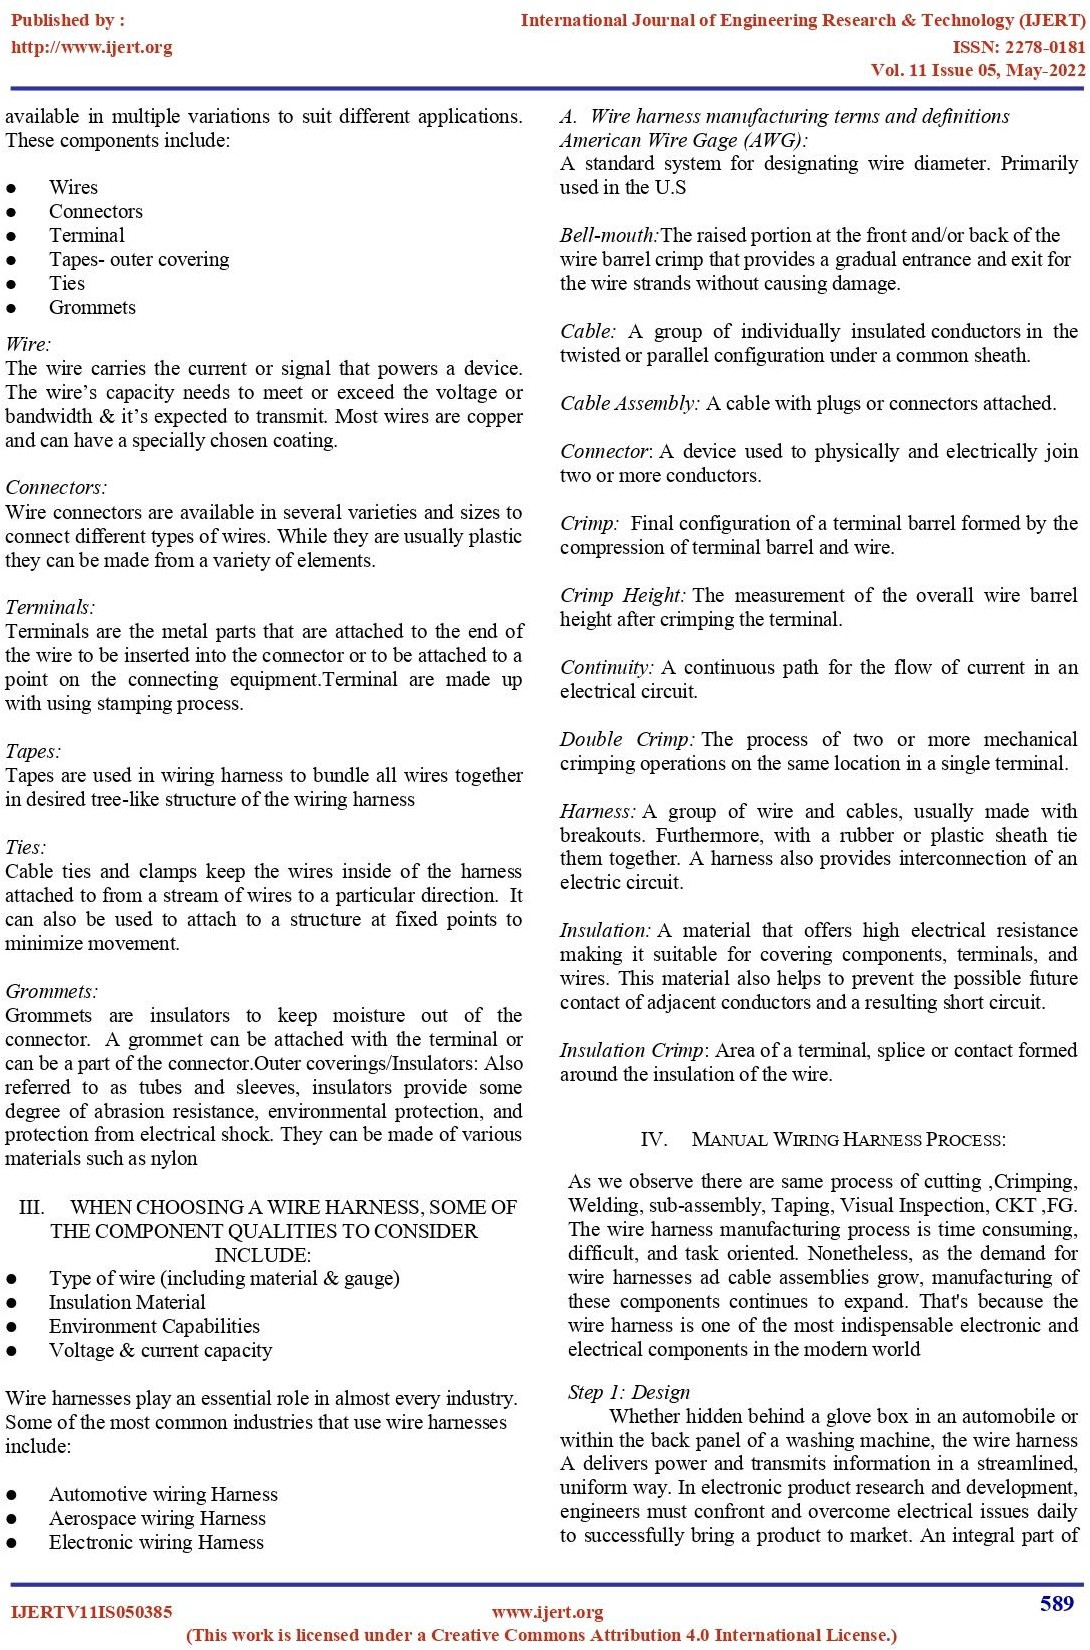 Published by :
International Journal of Engineering Research & Technology (IJERT)
http://www.ijert.org
ISSN: 2278-0181
Vol. 11 Issue 05, May-2022
available in multiple variations to suit different applications.
These components include:
● Wires
● Connectors
● Terminal
● Tapes- outer covering
● Ties
● Grommets
Wire:
The wire carries the current or signal that powers a device.
The wire’s capacity needs to meet or exceed the voltage or
bandwidth & it’s expected to transmit. Most wires are copper
and can have a specially chosen coating.
Connectors:
Wire connectors are available in several varieties and sizes to
connect different types of wires. While they are usually plastic
they can be made from a variety of elements.
Terminals:
Terminals are the metal parts that are attached to the end of
the wire to be inserted into the connector or to be attached to a
point on the connecting equipment.Terminal are made up
with using stamping process.
Tapes:
Tapes are used in wiring harness to bundle all wires together
in desired tree-like structure of the wiring harness
Ties:
Cable ties and clamps keep the wires inside of the harness
attached to from a stream of wires to a particular direction. It
can also be used to attach to a structure at fixed points to
minimize movement.
Grommets:
Grommets are insulators to keep moisture out of the
connector. A grommet can be attached with the terminal or
can be a part of the connector.Outer coverings/Insulators: Also
referred to as tubes and sleeves, insulators provide some
degree of abrasion resistance, environmental protection, and
protection from electrical shock. They can be made of various
materials such as nylon
III. WHEN CHOOSING A WIRE HARNESS, SOME OF
THE COMPONENT QUALITIES TO CONSIDER
INCLUDE:
● Type of wire (including material & gauge)
● Insulation Material
● Environment Capabilities
● Voltage & current capacity
Wire harnesses play an essential role in almost every industry.
Some of the most common industries that use wire harnesses
include:
● Automotive wiring Harness
● Aerospace wiring Harness
● Electronic wiring Harness
A. Wire harness manufacturing terms and definitions
American Wire Gage (AWG):
A standard system for designating wire diameter. Primarily
used in the U.S
Bell-mouth:The raised portion at the front and/or back of the
wire barrel crimp that provides a gradual entrance and exit for
the wire strands without causing damage.
Cable: A group of individually insulated conductors in the
twisted or parallel configuration under a common sheath.
Cable Assembly: A cable with plugs or connectors attached.
Connector: A device used to physically and electrically join
two or more conductors.
Crimp: Final configuration of a terminal barrel formed by the
compression of terminal barrel and wire.
Crimp Height: The measurement of the overall wire barrel
height after crimping the terminal.
Continuity: A continuous path for the flow of current in an
electrical circuit.
Double Crimp: The process of two or more mechanical
crimping operations on the same location in a single terminal.
Harness: A group of wire and cables, usually made with
breakouts. Furthermore, with a rubber or plastic sheath tie
them together. A harness also provides interconnection of an
electric circuit.
Insulation: A material that offers high electrical resistance
making it suitable for covering components, terminals, and
wires. This material also helps to prevent the possible future
contact of adjacent conductors and a resulting short circuit.
Insulation Crimp: Area of a terminal, splice or contact formed
around the insulation of the wire.
IV. MANUAL WIRING HARNESS PROCESS:
As we observe there are same process of cutting ,Crimping,
Welding, sub-assembly, Taping, Visual Inspection, CKT ,FG.
The wire harness manufacturing process is time consuming,
difficult, and task oriented. Nonetheless, as the demand for
wire harnesses ad cable assemblies grow, manufacturing of
these components continues to expand. That's because the
wire harness is one of the most indispensable electronic and
electrical components in the modern world
Step 1: Design
Whether hidden behind a glove box in an automobile or
within the back panel of a washing machine, the wire harness
A delivers power and transmits information in a streamlined,
uniform way. In electronic product research and development,
engineers must confront and overcome electrical issues daily
to successfully bring a product to market. An integral part of
589
IJERTV11IS050385
www.ijert.org
(This work is licensed under a Creative Commons Attribution 4.0 International License.)